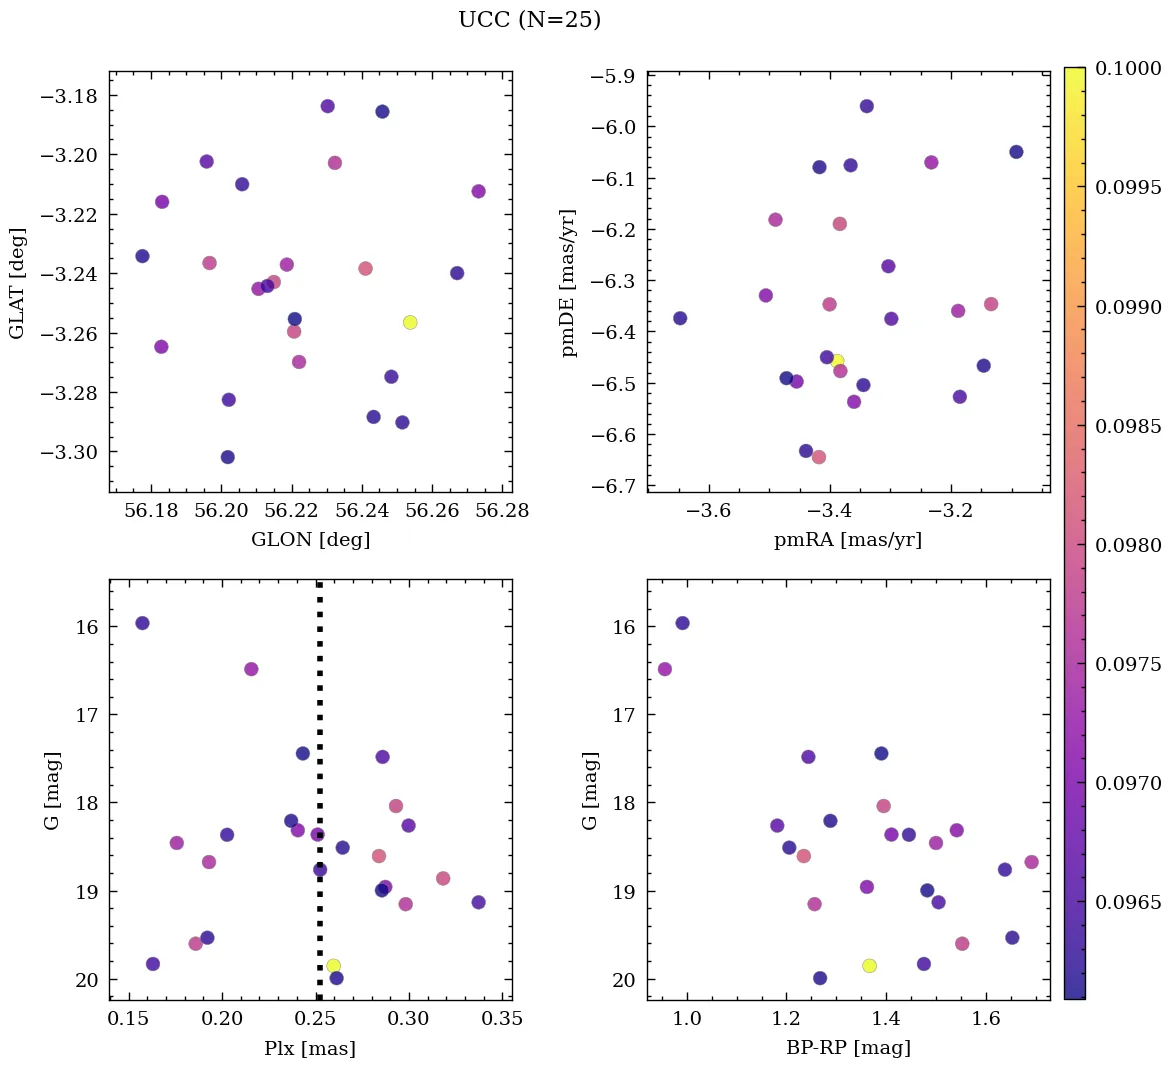 UCC (N=25)
−3.18
−3.20
−3.22
−3.24
−3.26
−3.28
−3.30
GLAT [deg]
56.18 56.20 56.22 56.24 56.26 56.28
GLON [deg]
−5.9
−6.0
−6.1
−6.2
−6.3
−6.4
−6.5
−6.6
−6.7
pmDE [mas/yr]
−3.6 −3.4 −3.2
pmRA [mas/yr]
16
17
18
19
20
G [mag]
0.15 0.20 0.25 0.30 0.35
Plx [mas]
16
17
18
19
20
G [mag]
1.0 1.2 1.4 1.6
BP-RP [mag]
0.1000
0.0995
0.0990
0.0985
0.0980
0.0975
0.0970
0.0965